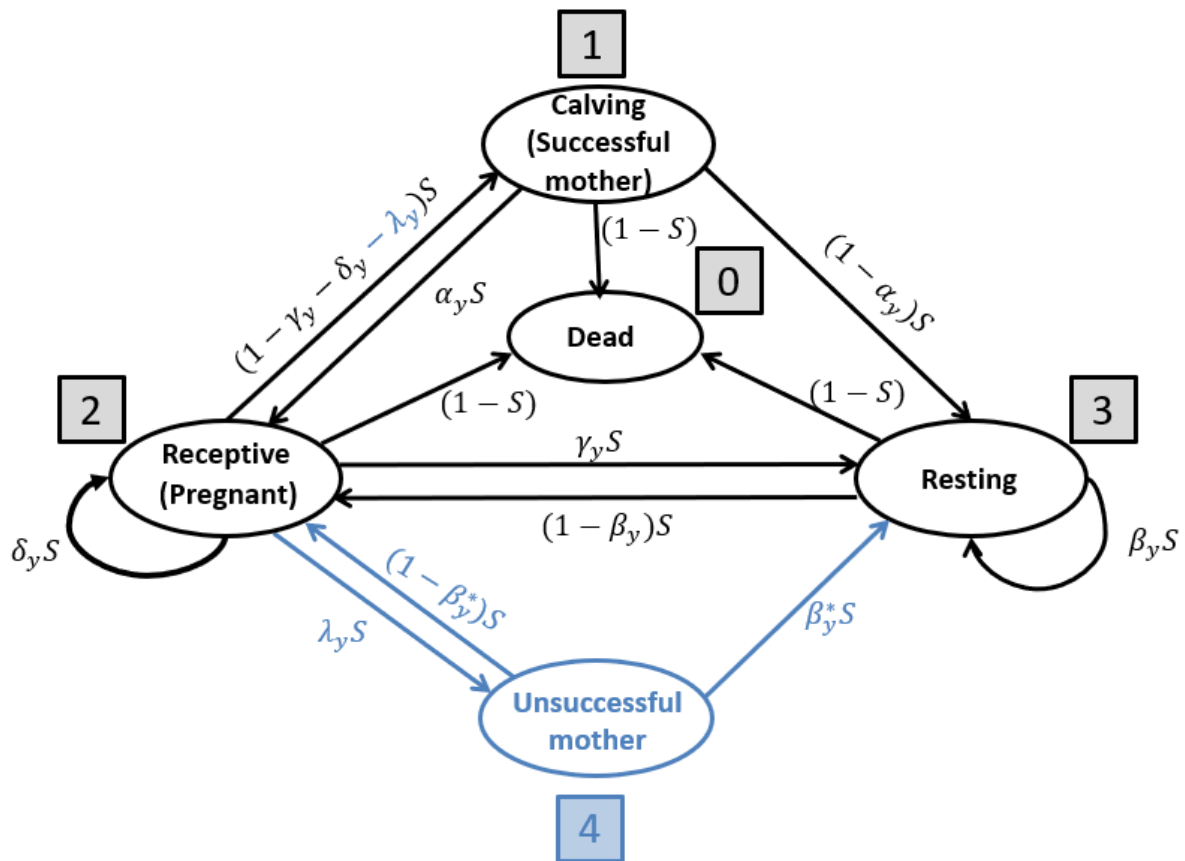 1
Calving
(Successful
mother)
(1 − γ_y − δ_y − λ_y)S
α_yS
(1 − S)
(1 − α_y)S
0
Dead
2
Receptive
(Pregnant)
(1 − S)
(1 − S)
3
Resting
γ_yS
(1 − β_y)S
δ_yS
β_yS
(1 − β_y^*)S
λ_yS
β_y^*S
Unsuccessful
mother
4